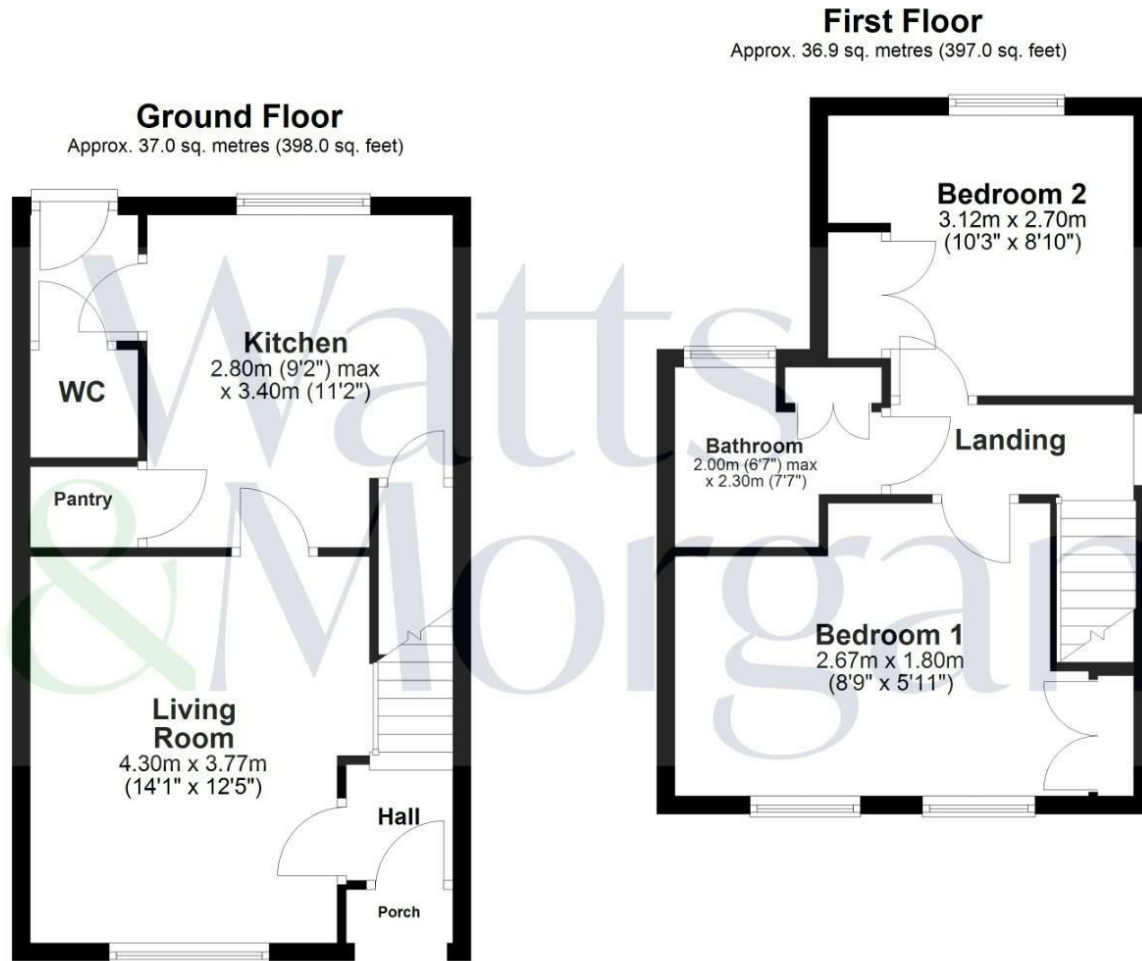 First Floor
Approx. 36.9 sq. metres (397.0 sq. feet)
Ground Floor
Approx. 37.0 sq. metres (398.0 sq. feet)
Bedroom 2
3.12m x 2.70m
(10'3" x 8'10")
Kitchen
2.80m (9'2") max
x 3.40m (11'2")
WC
Pantry
Bathroom
2.00m (6'7") max
x 2.30m (7'7")
Landing
Bedroom 1
2.67m x 1.80m
(8'9" x 5'11")
Living
Room
4.30m x 3.77m
(14'1" x 12'5")
Hall
Porch
Watts
& Morgan